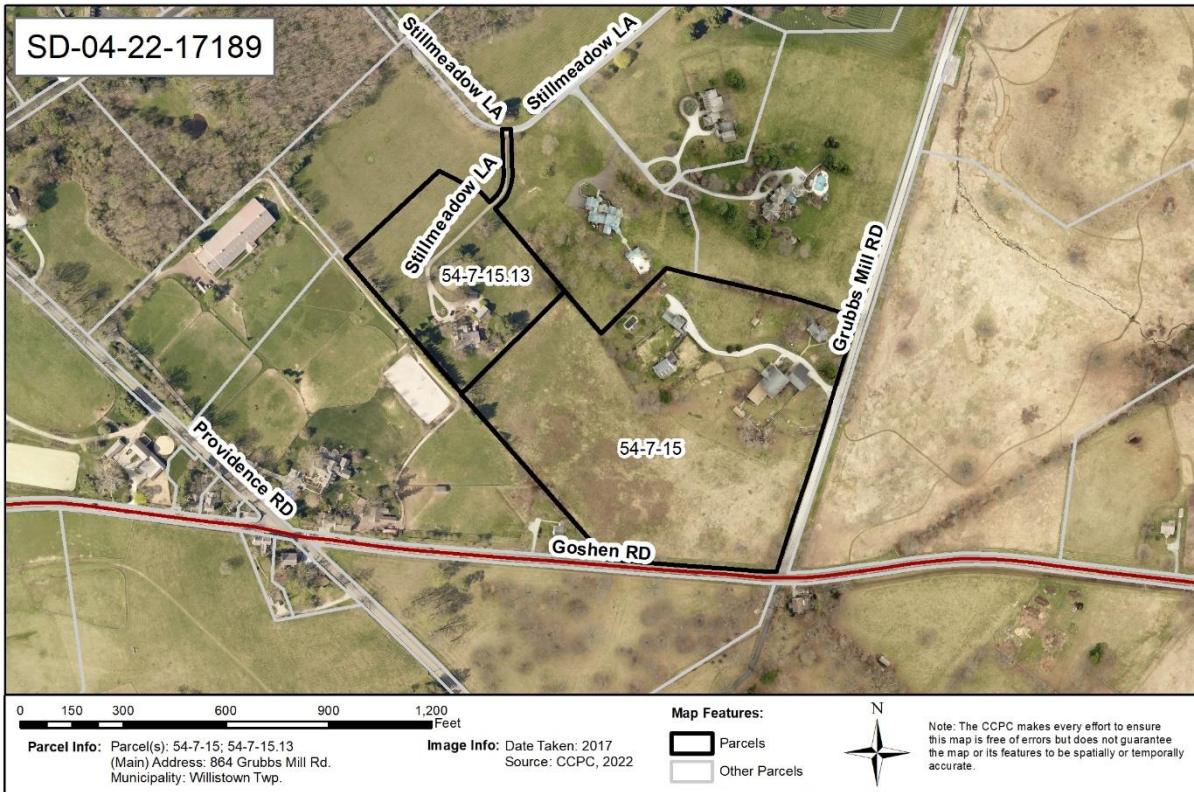 SD-04-22-17189
Stillmeadow LA
Stillmeadow LA
Stillmeadow LA
54-7-15.13
Grubbs Mill RD
54-7-15
Providence RD
Goshen RD
0 150 300 600 900 1,200
Feet
Parcel Info: Parcel(s): 54-7-15; 54-7-15.13
(Main) Address: 864 Grubbs Mill Rd.
Municipality: Willistown Twp.
Image Info: Date Taken: 2017
Source: CCPC, 2022
Map Features:
Parcels
Other Parcels
N
Note: The CCPC makes every effort to ensure
this map is free of errors but does not guarantee
the map or its features to be spatially or temporally
accurate.